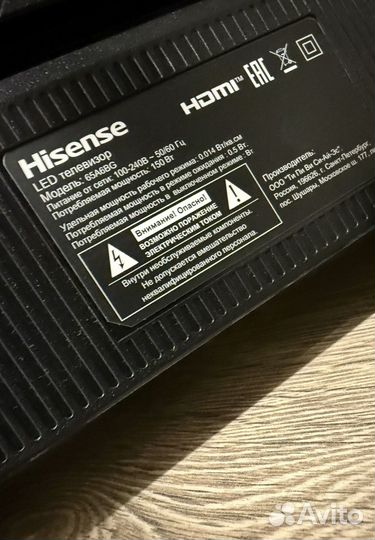 Hisense
HDMI™
EAC
LED телевизор
Модель: 65A6BG
Питание от сети: 100-240В ~ 50/60 Гц
Потребляемая мощность: 150 Вт
Удельная мощность рабочего режима: 0.014 Вт/кв.см
Потребляемая мощность в режиме ожидания: 0.5 Вт;
Потребляемая мощность в выключенном режиме: Вт
Внимание! Опасно!
ВОЗМОЖНО ПОРАЖЕНИЕ
ЭЛЕКТРИЧЕСКИМ ТОКОМ
Внутри необслуживаемые компоненты.
Не допускается вмешательство
неквалифицированного персонала.
Производитель:
ООО "Ти Пи Ви Си-Ай-Эс",
Россия, 196626, г. Санкт-Петербург,
пос. Шушары, Московское ш., 177,
Avito